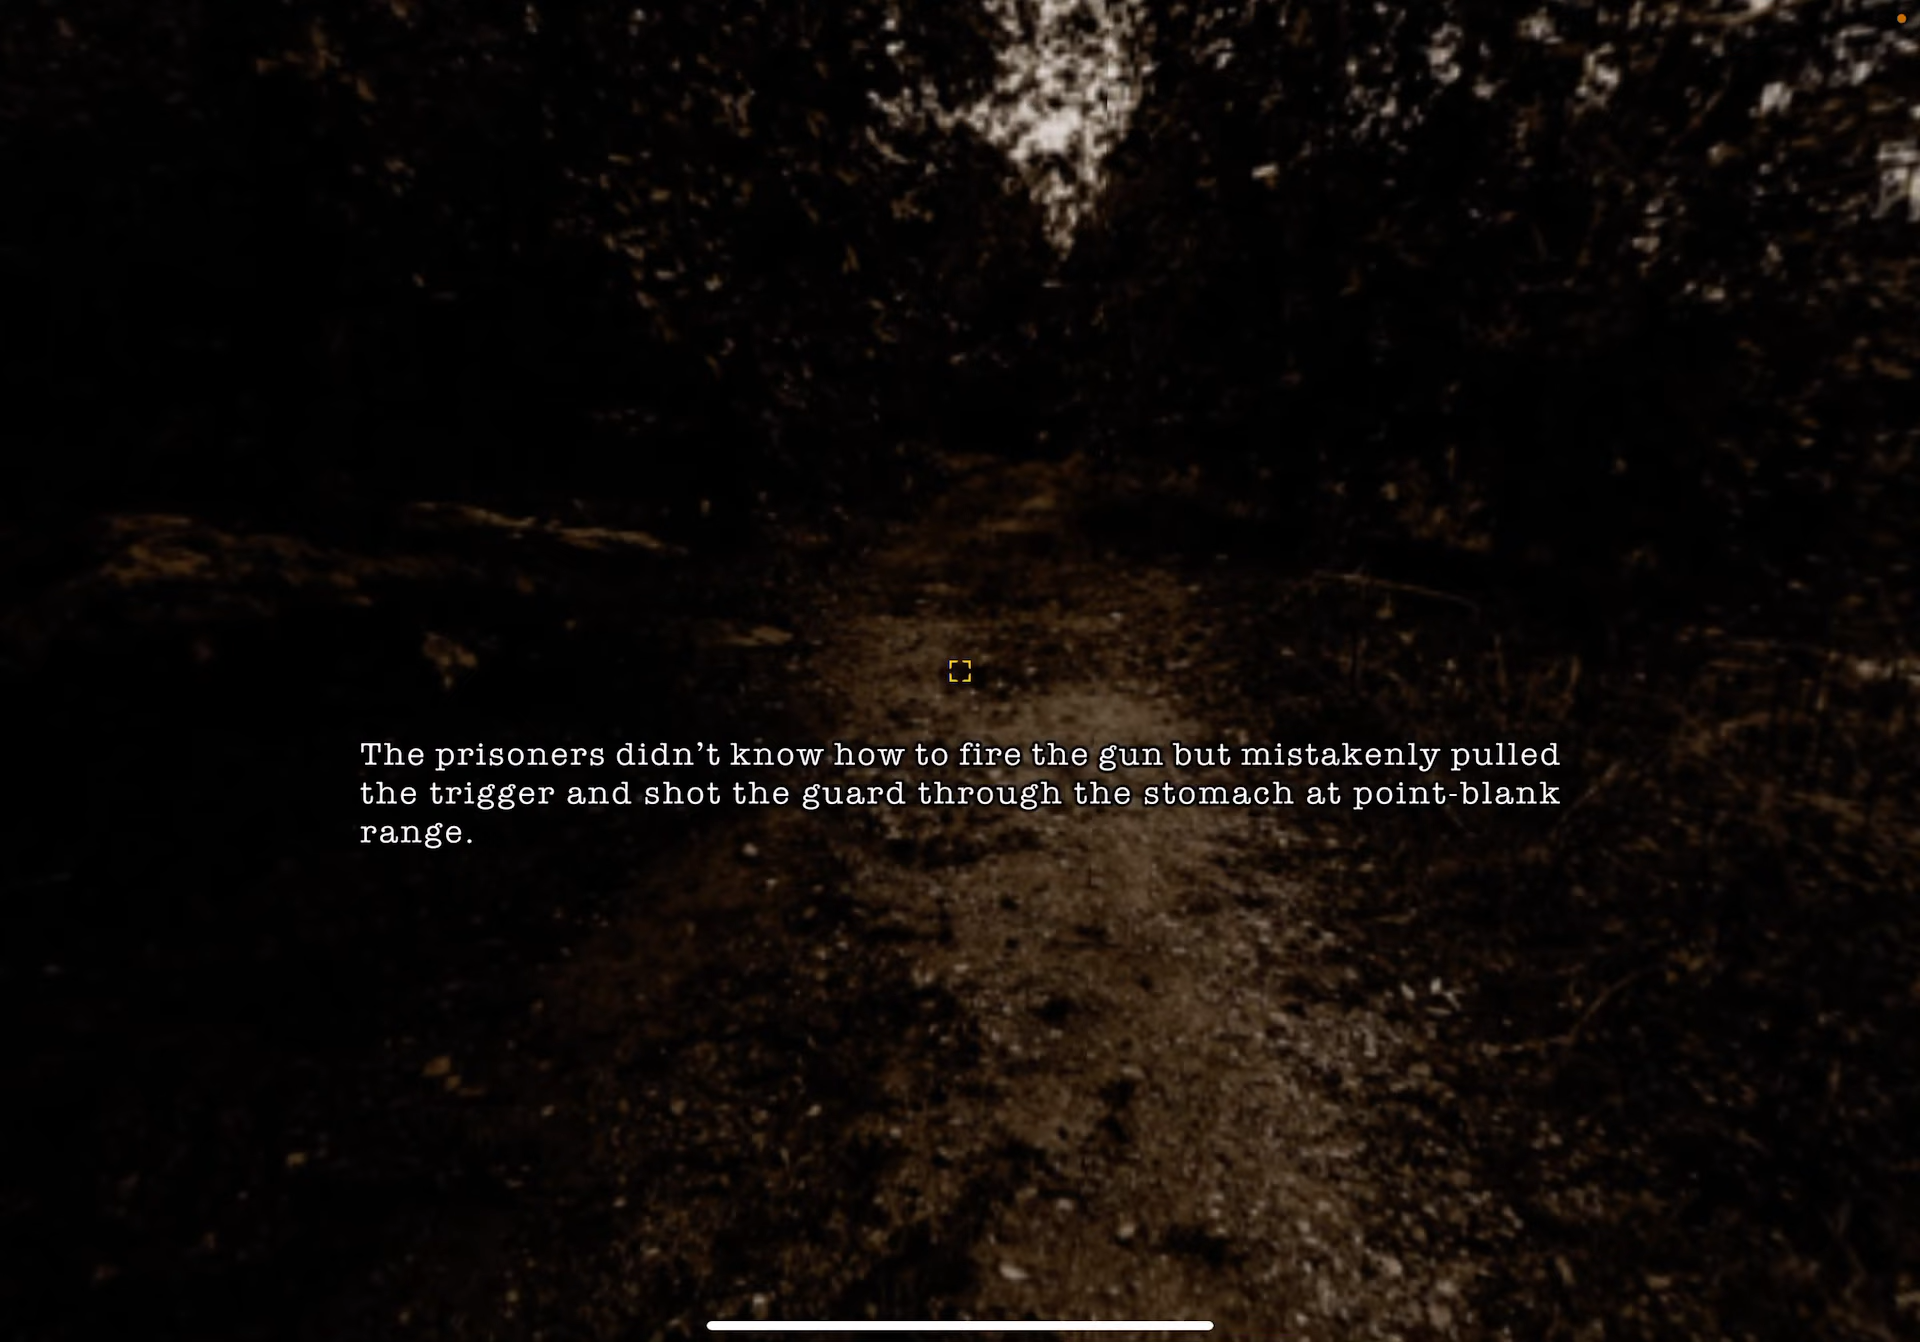 The prisoners didn’t know how to fire the gun but mistakenly pulled
the trigger and shot the guard through the stomach at point-blank
range.